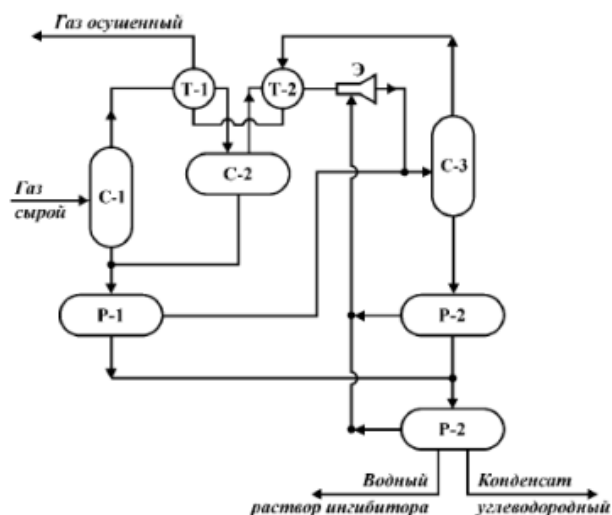 Газ осушенный
Э
Т-1
Т-2
С-1
С-2
С-3
Газ
сырой
Р-1
Р-2
Р-2
Водный
раствор ингибитора
Конденсат
углеводородный